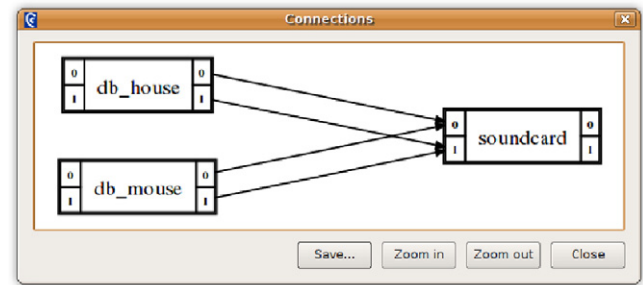 Connections
0 db_house 0
1 1
0 soundcard 0
1 1
0 db_mouse 0
1 1
Save... Zoom in Zoom out Close